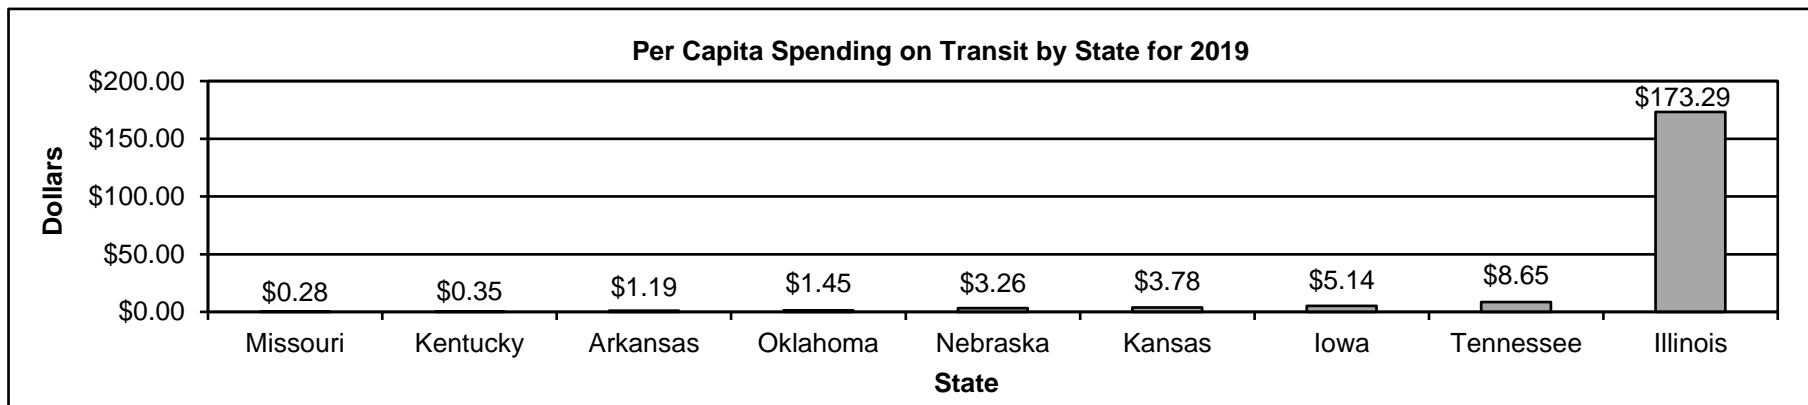 Per Capita Spending on Transit by State for 2019
Dollars
$200.00
$150.00
$100.00
$50.00
$0.00
$0.28
$0.35
$1.19
$1.45
$3.26
$3.78
$5.14
$8.65
$173.29
Missouri
Kentucky
Arkansas
Oklahoma
Nebraska
Kansas
Iowa
Tennessee
Illinois
State